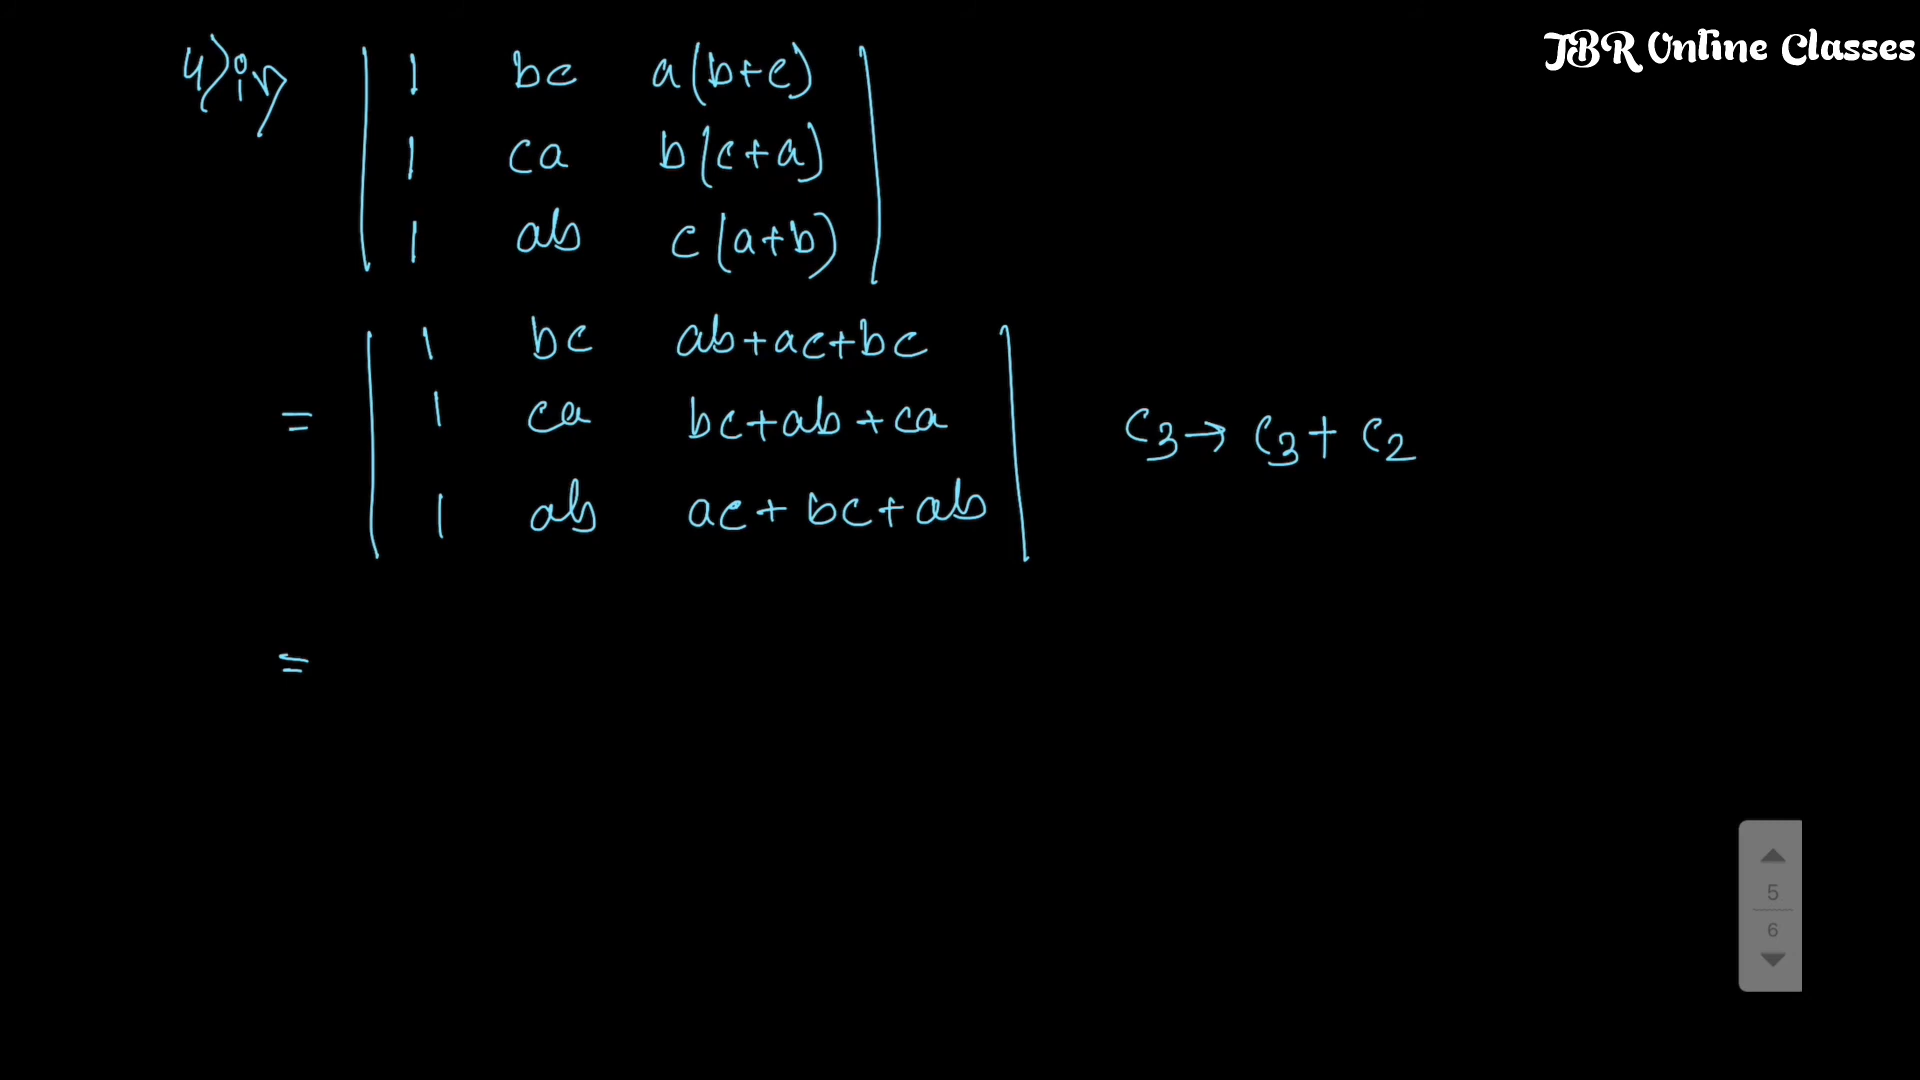 JBR Online Classes
4) iv) | 1 bc a(b+c) |
| 1 ca b(c+a) |
| 1 ab c(a+b) |
| 1 bc ab+ac+bc |
= | 1 ca bc+ab+ca | C3→ C3+ C2
| 1 ab ac+bc+ab |
=
5
6